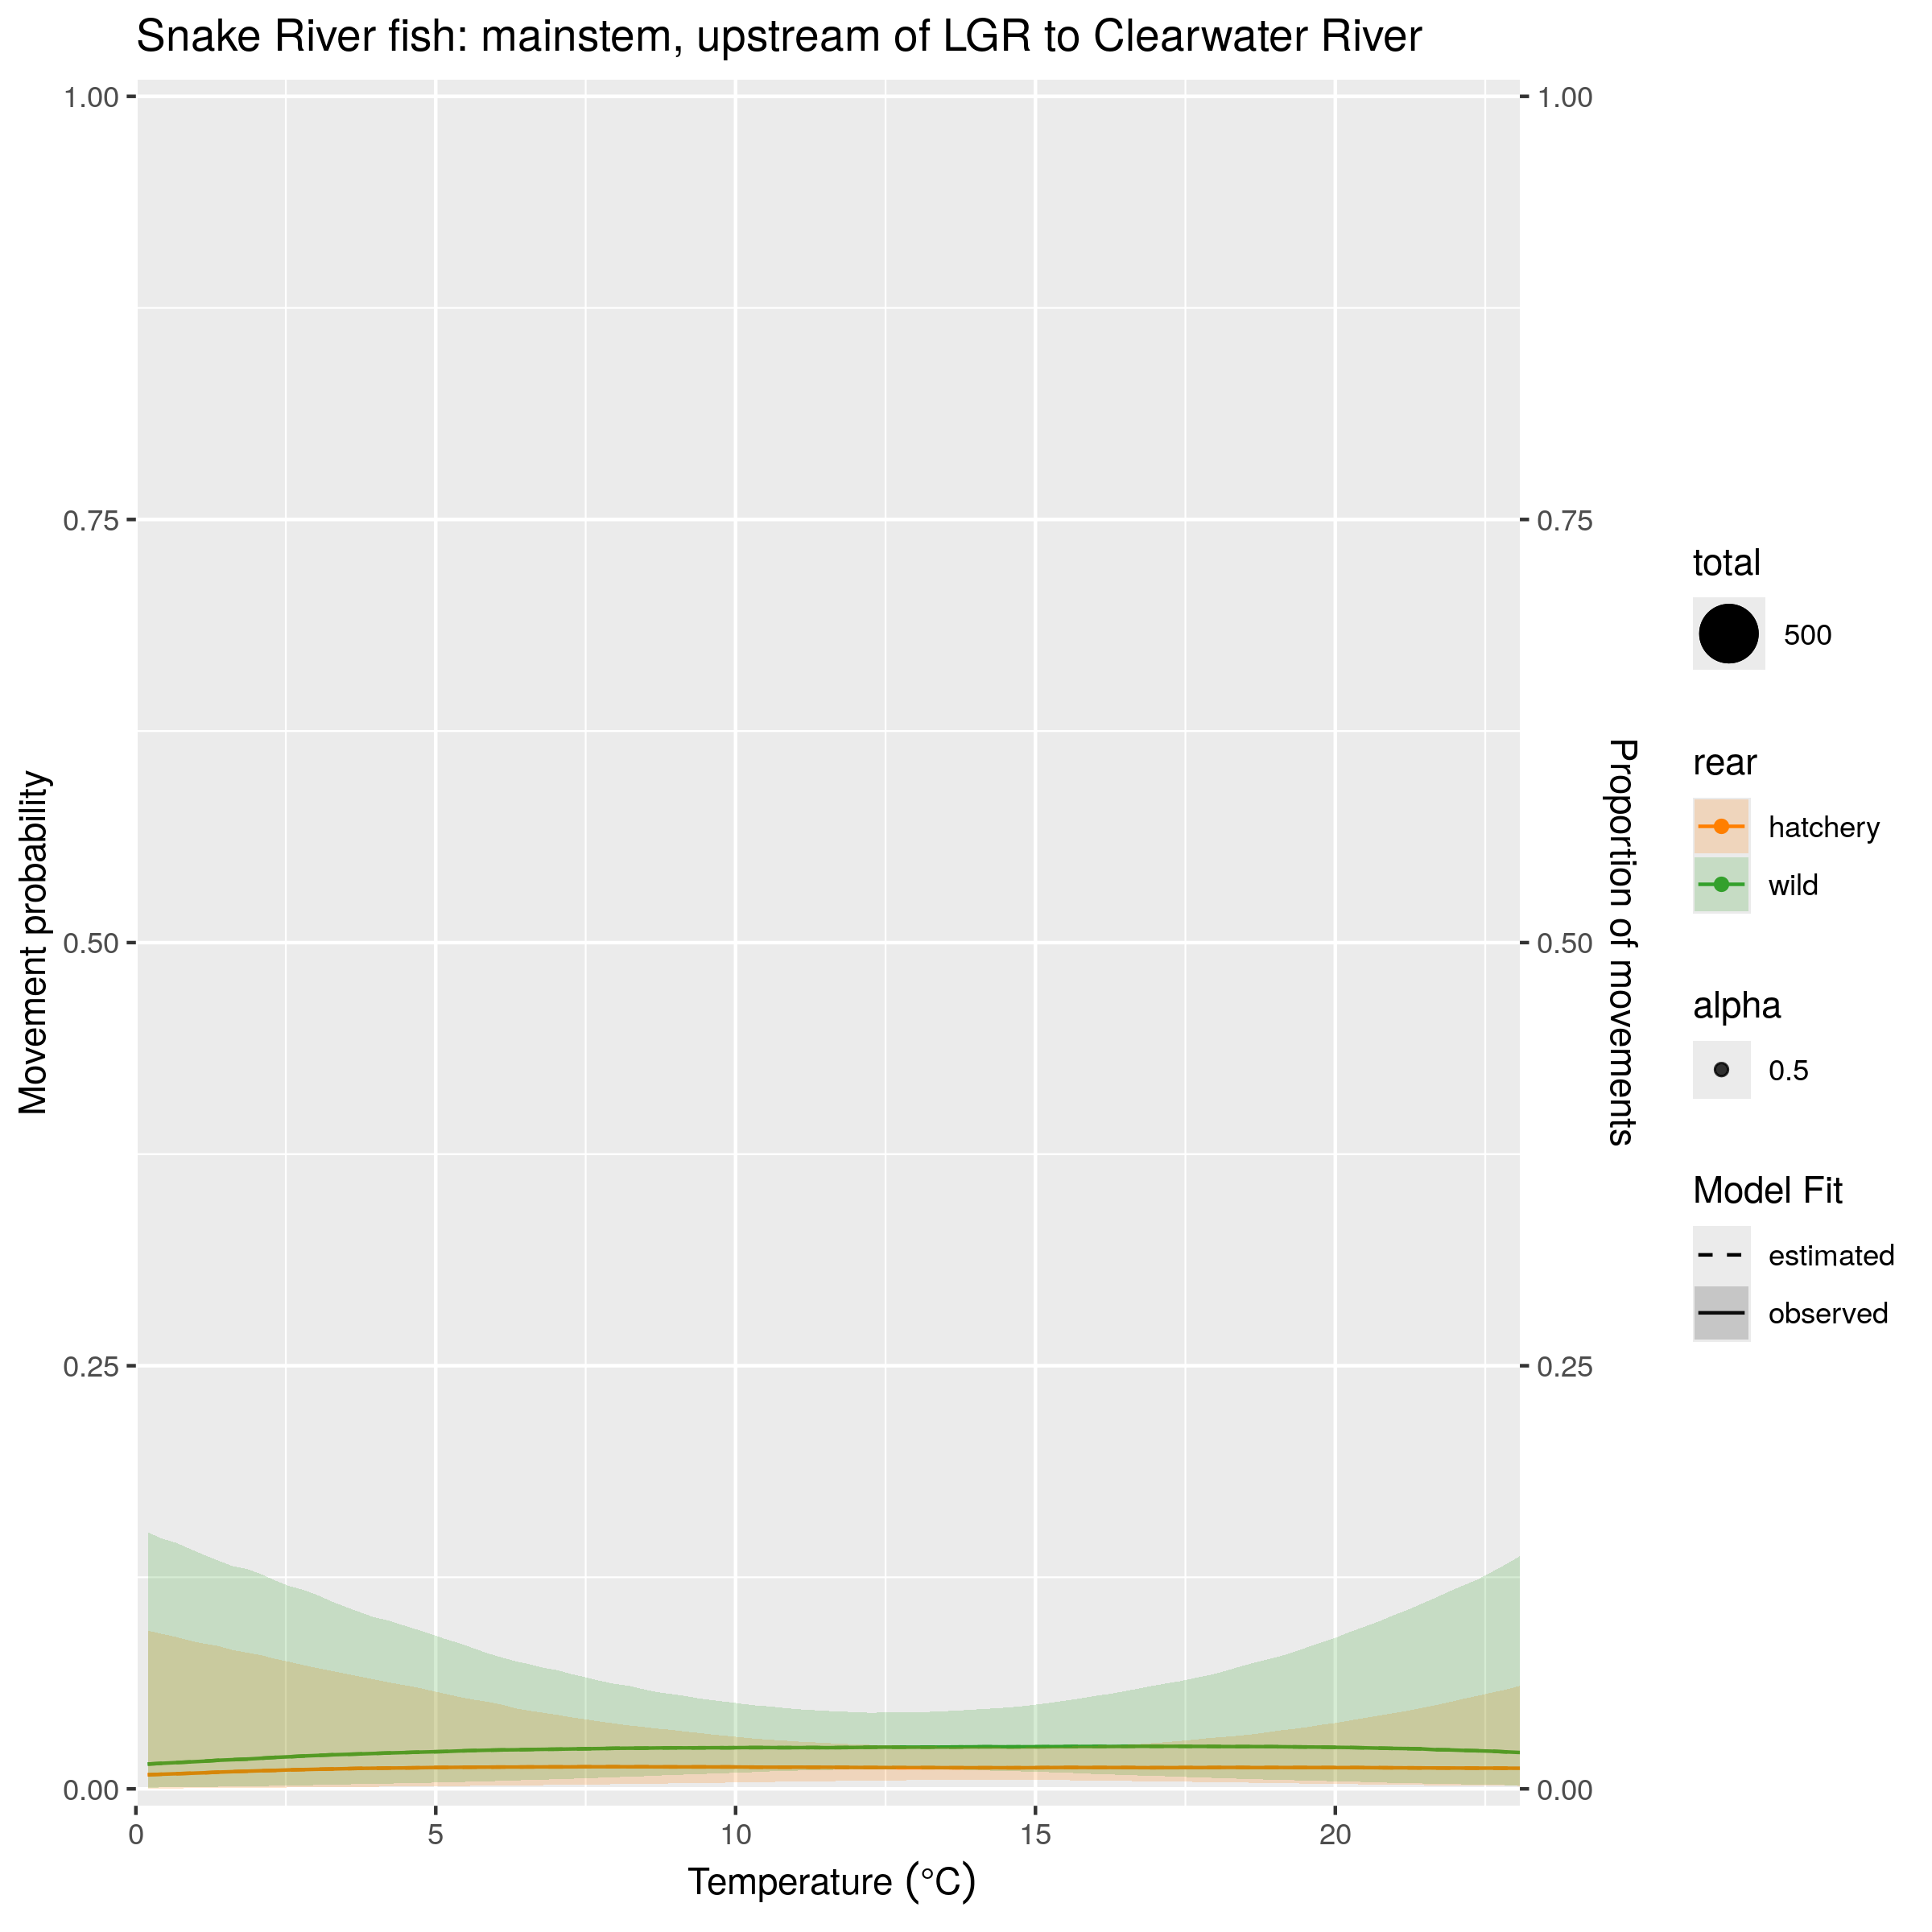 Snake River fish: mainstem, upstream of LGR to Clearwater River
Movement probability
1.00
0.75
0.50
0.25
0.00
0
5
10
15
20
Temperature (°C)
1.00
0.75
0.50
0.25
0.00
Proportion of movements
total
500
rear
hatchery
wild
alpha
0.5
Model Fit
estimated
observed